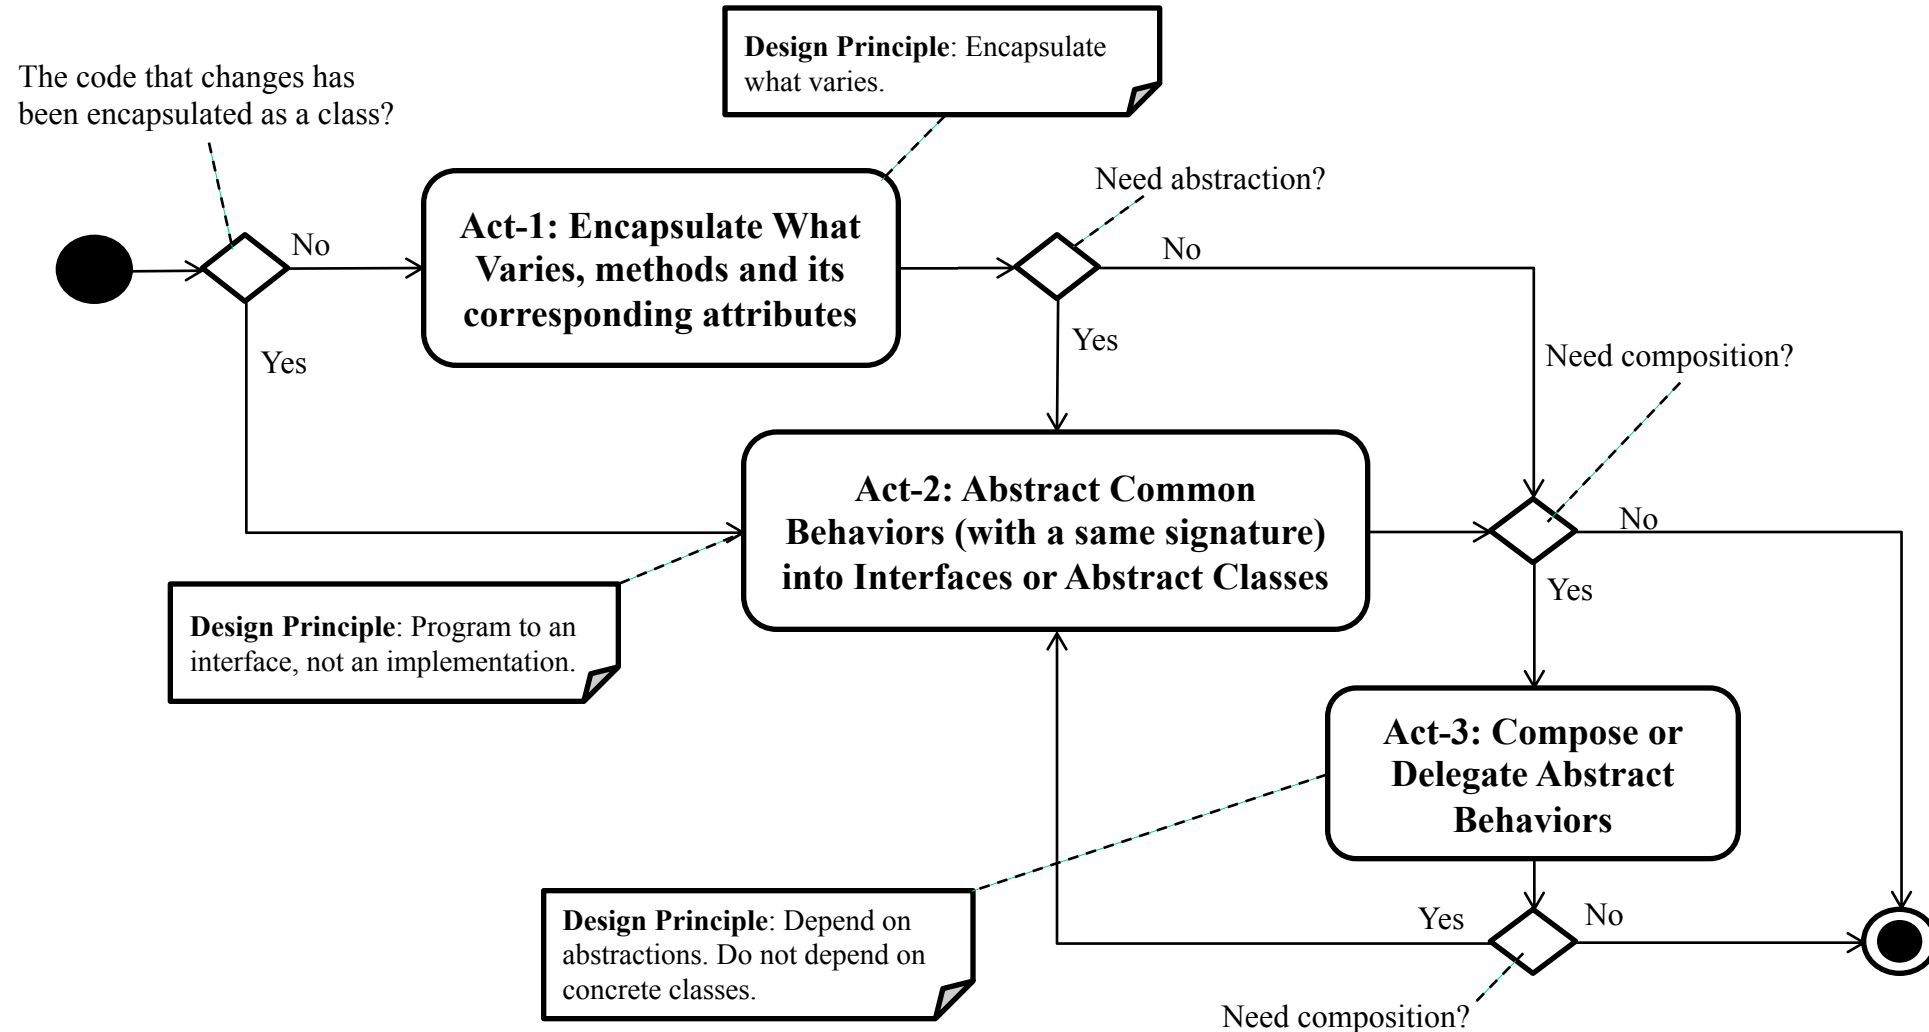 Design Principle: Encapsulate
what varies.
The code that changes has
been encapsulated as a class?
Need abstraction?
No
Act-1: Encapsulate What
Varies, methods and its
corresponding attributes
No
Yes
Yes
Need composition?
Act-2: Abstract Common
Behaviors (with a same signature)
into Interfaces or Abstract Classes
No
Yes
Design Principle: Program to an
interface, not an implementation.
Act-3: Compose or
Delegate Abstract
Behaviors
Design Principle: Depend on
abstractions. Do not depend on
concrete classes.
Yes
No
Need composition?